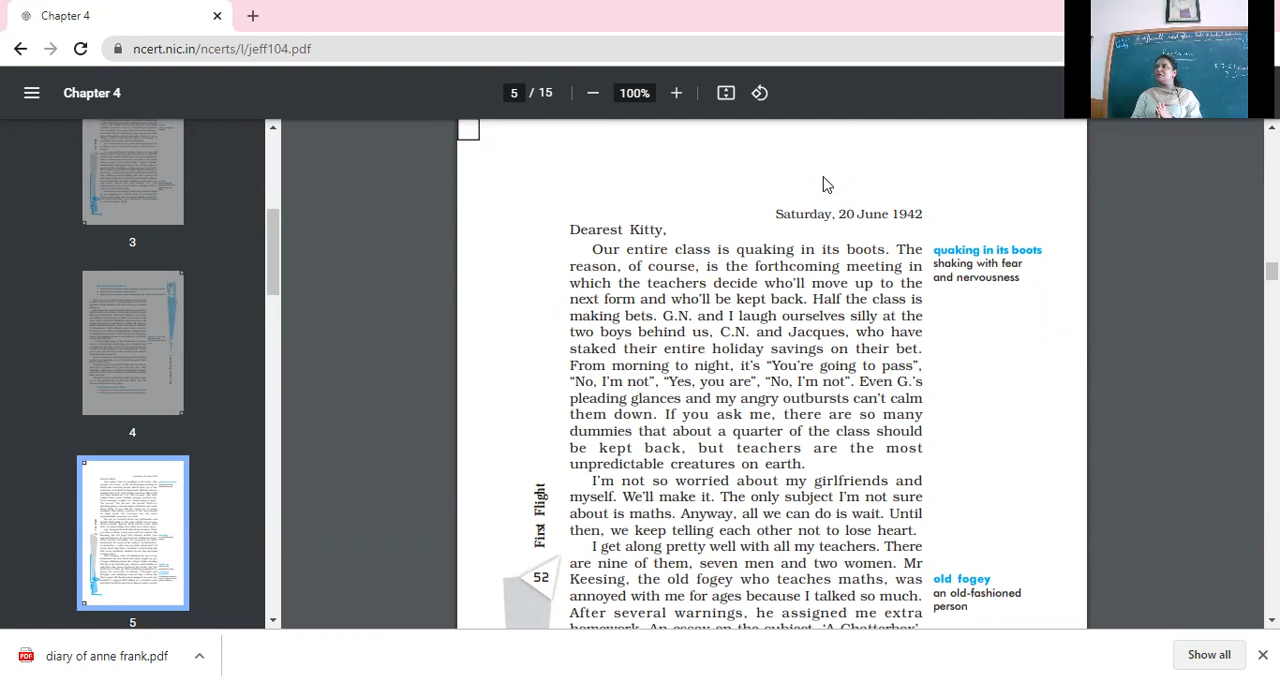 Chapter 4
ncert.nic.in/ncerts/l/jeff104.pdf
Chapter 4
5 / 15
100%
3
4
5
Saturday, 20 June 1942
Dearest Kitty,
Our entire class is quaking in its boots. The
reason, of course, is the forthcoming meeting in
which the teachers decide who'll move up to the
next form and who'll be kept back. Half the class is
making bets. G.N. and I laugh ourselves silly at the
two boys behind us, C.N. and Jacques, who have
staked their entire holiday savings on their bet.
From morning to night, it's “You're going to pass”,
“No, I'm not”, “Yes, you are”, “No, I'm not”. Even G.'s
pleading glances and my angry outbursts can't calm
them down. If you ask me, there are so many
dummies that about a quarter of the class should
be kept back, but teachers are the most
unpredictable creatures on earth.
I'm not so worried about my girlfriends and
myself. We'll make it. The only subject I'm not sure
about is maths. Anyway, all we can do is wait. Until
then, we keep telling each other not to lose heart.
I get along pretty well with all my teachers. There
are nine of them, seven men and two women. Mr
Keesing, the old fogey who teaches maths, was
annoyed with me for ages because I talked so much.
After several warnings, he assigned me extra
homework. An essay on the subject, ‘A Chatterbox’.
quaking in its boots
shaking with fear
and nervousness
old fogey
an old-fashioned
person
First Flight
52
diary of anne frank.pdf
Show all